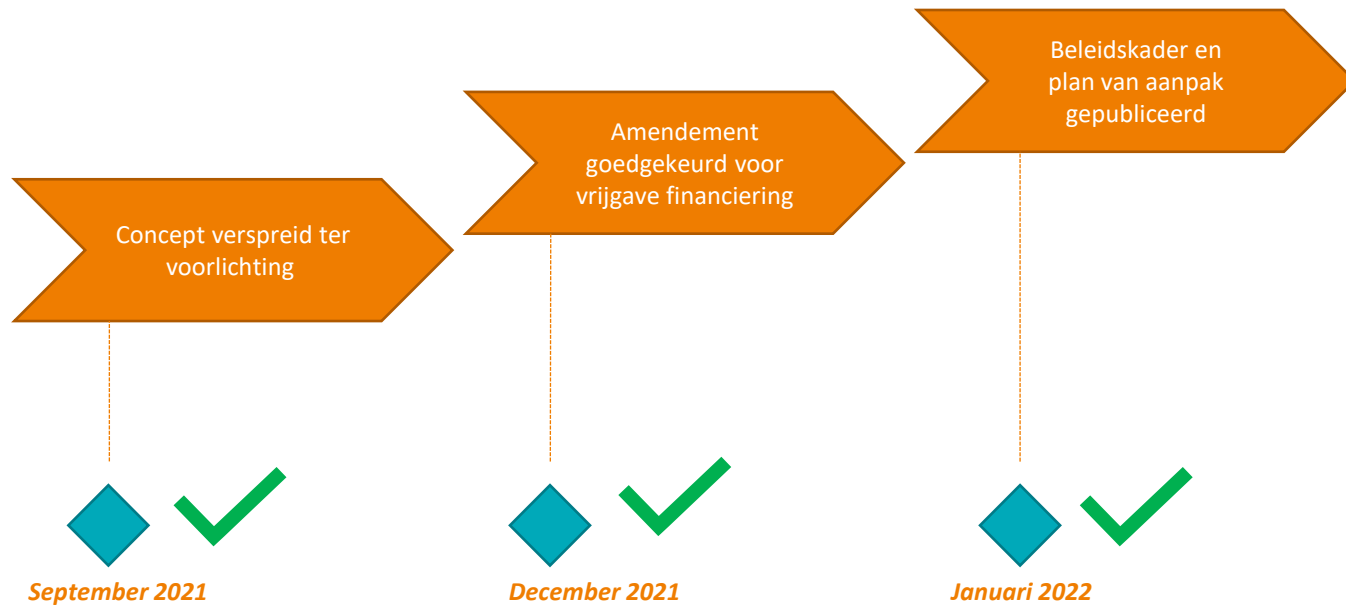 Concept verspreid ter
voorlichting
Amendement
goedgekeurd voor
vrijgave financiering
Beleidskader en
plan van aanpak
gepubliceerd
September 2021
December 2021
Januari 2022